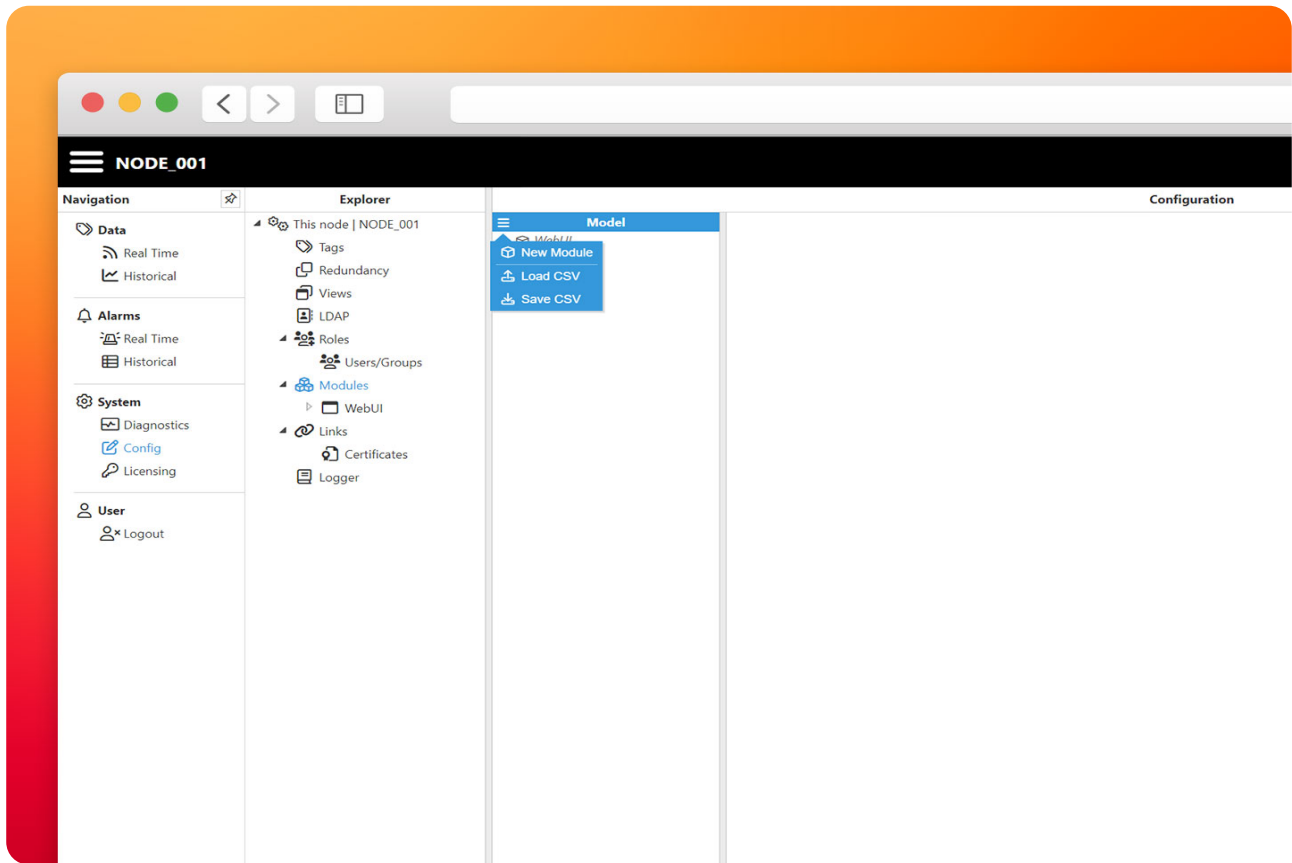 NODE_001
Navigation
Data
Real Time
Historical
Alarms
Real Time
Historical
System
Diagnostics
Config
Licensing
User
Logout
Explorer
This node | NODE_001
Tags
Redundancy
Views
LDAP
Roles
Users/Groups
Modules
WebUI
Links
Certificates
Logger
Configuration
Model
WebUI
New Module
Load CSV
Save CSV